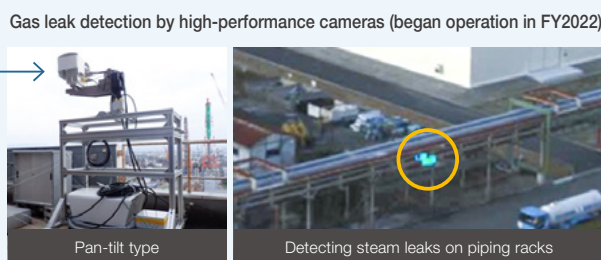 Gas leak detection by high-performance cameras (began operation in FY2022)
Pan-tilt type
Detecting steam leaks on piping racks